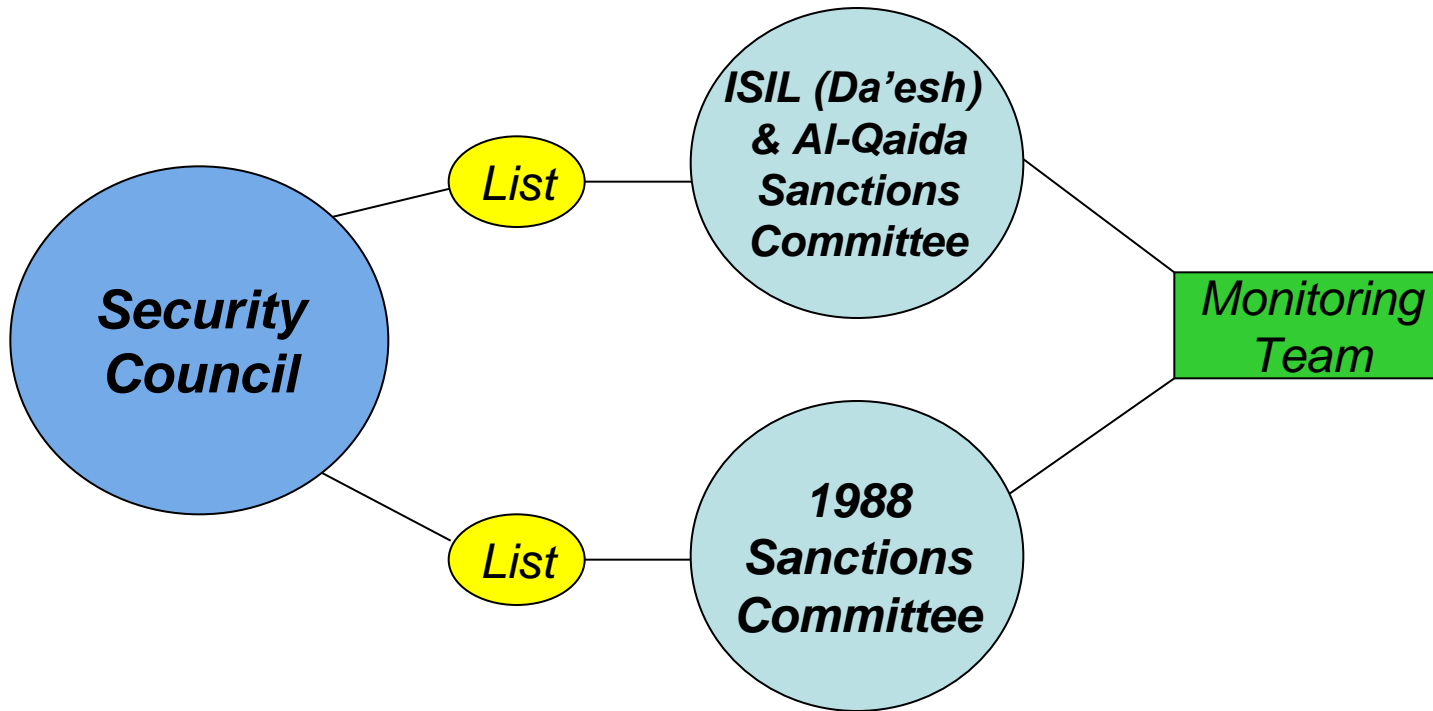 Security
Council
List
List
ISIL (Da’esh)
& Al-Qaida
Sanctions
Committee
1988
Sanctions
Committee
Monitoring
Team